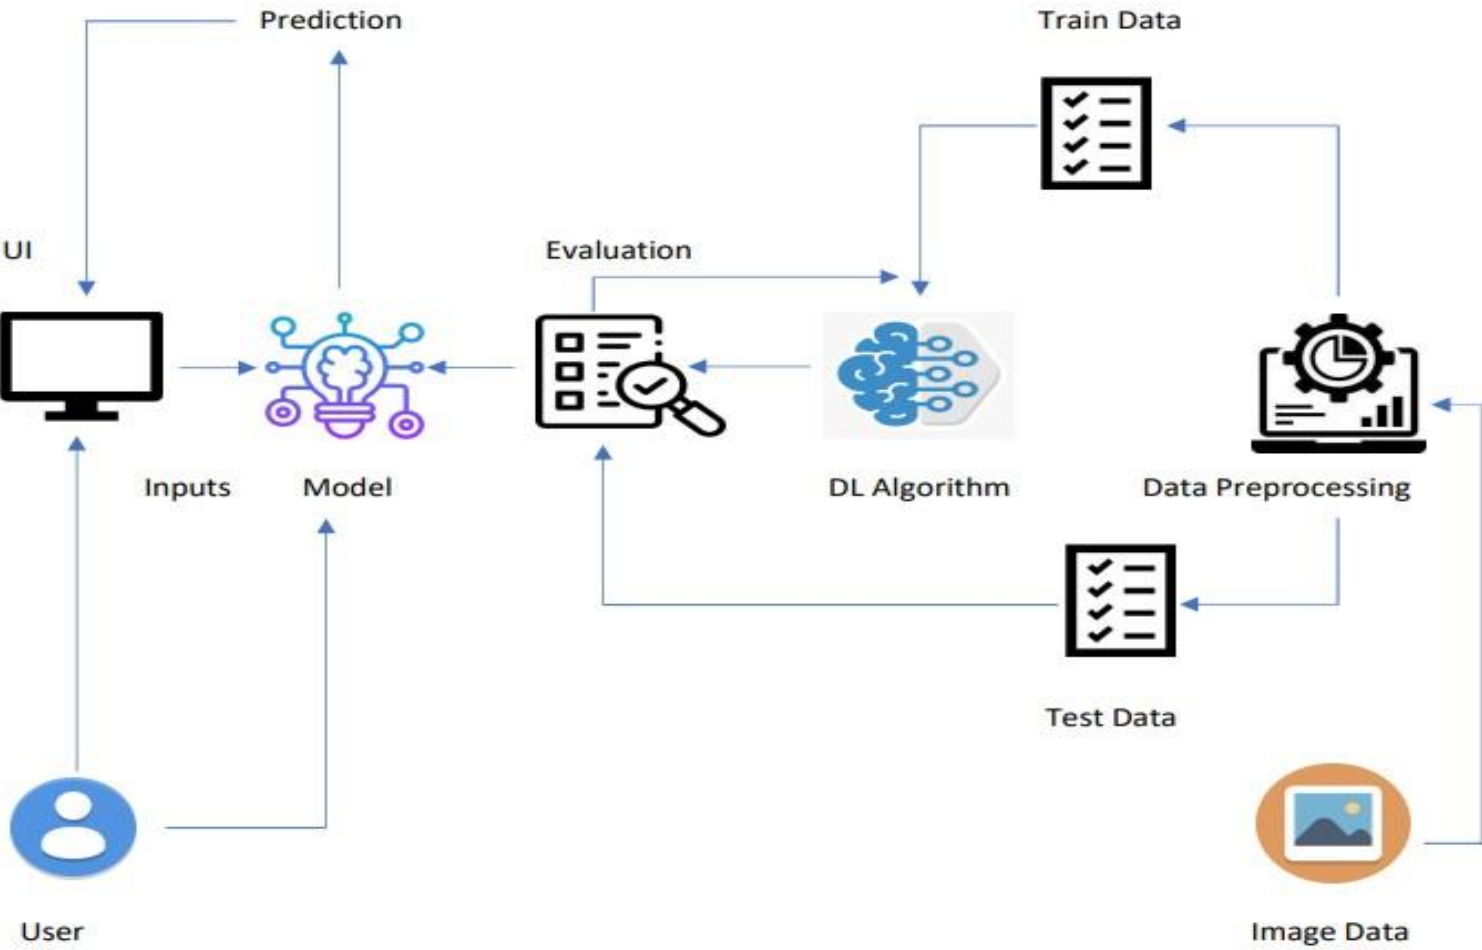 Prediction
Train Data
UI
Evaluation
Inputs
Model
DL Algorithm
Data Preprocessing
Test Data
User
Image Data